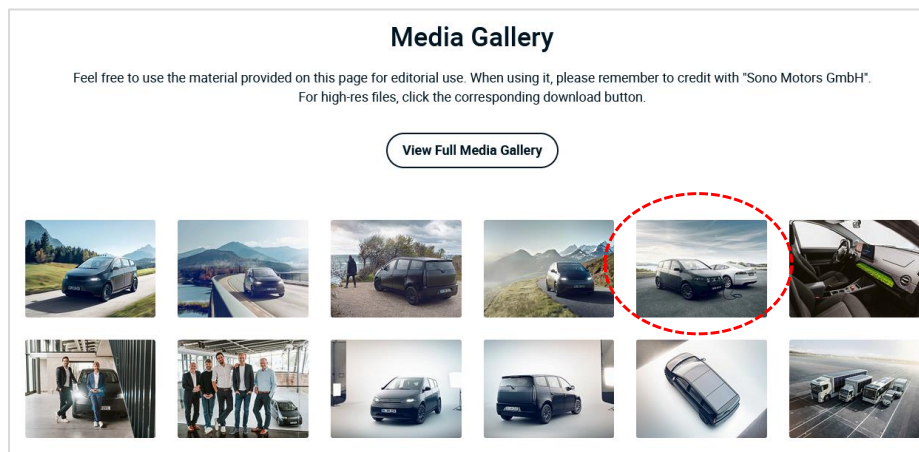 Media Gallery
Feel free to use the material provided on this page for editorial use. When using it, please remember to credit with "Sono Motors GmbH".
For high-res files, click the corresponding download button.
View Full Media Gallery